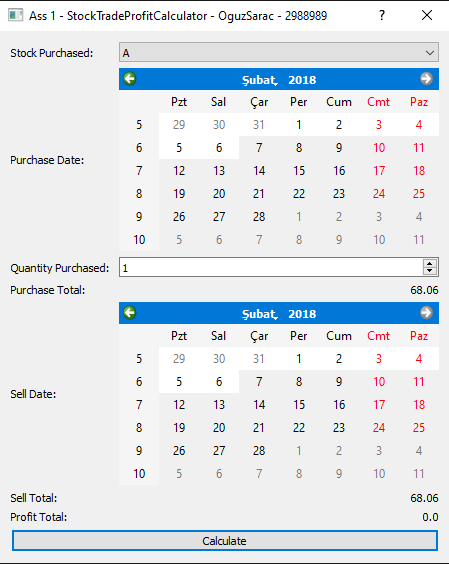 Ass 1 - StockTradeProfitCalculator - OguzSarac - 2988989 ?
Stock Purchased: A
Şubat, 2018
Pzt Sal Çar Per Cum Cmt Paz
5 29 30 31 1 2 3 4
6 5 6 7 8 9 10 11
Purchase Date:
7 12 13 14 15 16 17 18
8 19 20 21 22 23 24 25
9 26 27 28 1 2 3 4
10 5 6 7 8 9 10 11
Quantity Purchased: 1
Purchase Total: 68.06
Şubat, 2018
Pzt Sal Çar Per Cum Cmt Paz
5 29 30 31 1 2 3 4
6 5 6 7 8 9 10 11
Sell Date:
7 12 13 14 15 16 17 18
8 19 20 21 22 23 24 25
9 26 27 28 1 2 3 4
10 5 6 7 8 9 10 11
Sell Total: 68.06
Profit Total: 0.0
Calculate